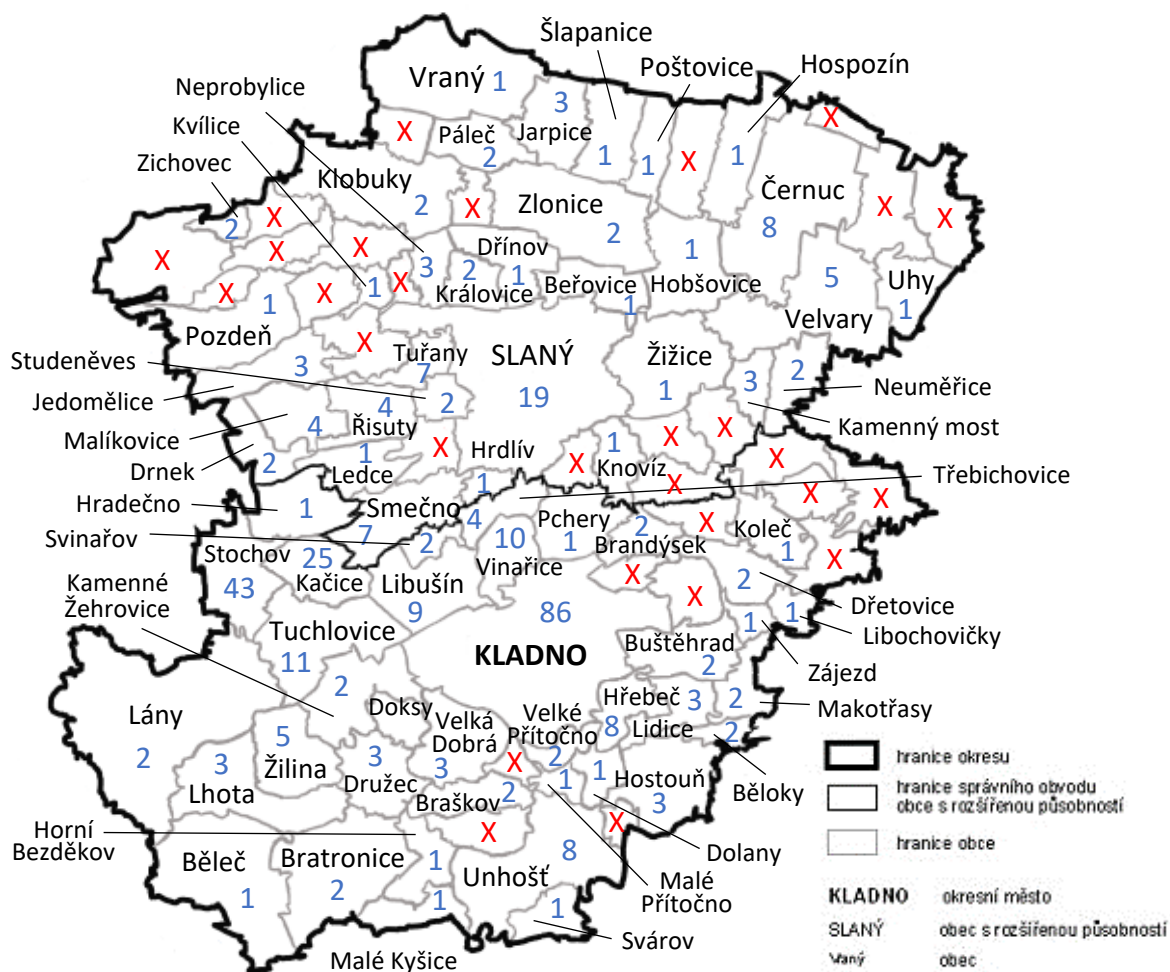 Šlapanice
Poštovice
Hospozín
Vraný 1
Neprobylice
3
X
Kvílice
X
Páleč
Jarpice
Zichovec
2
1
1
X
1
Klobuky
Černuc
X
2
X
Zlonice
X
X
2
2
8
X
X
Dřínov
1
X
3
2
1
5
X
1
X
1
X
Královice
Beřovice
Hobšovice
Uhy
1
1
Pozdeň
Velvary
X
Tuřany
SLANÝ
Žižice
Studeněves
3
7
2
3
Neuměřice
Jedomělice
4
2
19
1
Malíkovice
4
Řisuty
X
Kamenný most
Drnek
1
X
Hrdlív
1
X
X
2
Ledce
X
Knovíz
X
Třebichovice
Hradečno
1
Smečno
1
X
X
X
Svinařov
7
4
Pchery
2
X
Koleč
Stochov
2
10
1
Brandýsek
1
25
Vinařice
X
Kamenné
Žehrovice
43
Kačice
Libušín
X
2
9
86
X
Dřetovice
1
1
Libochovičky
Tuchlovice
KLADNO
Buštěhrad
11
2
2
Zájezd
Hřebeč
3
2
Makotřasy
Lány
Doksy
Velká
Dobrá
Velké
Přítočno
8
Lidice
2
5
2
3
3
3
X
2
1
1
Hostouň
Běloky
Žilina
Lhota
Družec
Braškov
2
3
Horní
Bezděkov
X
X
Dolany
8
Běleč
Bratronice
1
Unhošť
Malé
Přítočno
1
2
1
1
Svárov
Malé Kyšice
hranice okresu
hranice správního obvodu
obce s rozšířenou působností
hranice obce
KLADNO okresní město
SLANÝ obec s rozšířenou působností
Vraný obec